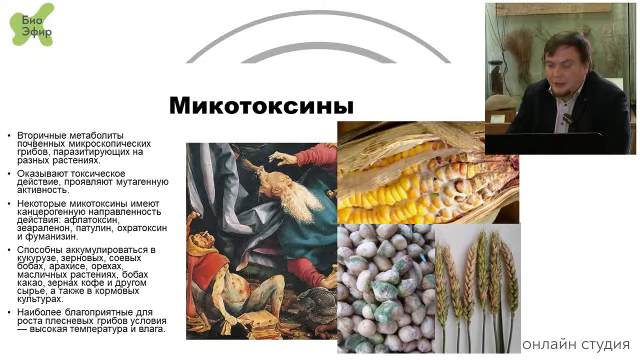 Био
Эфир
Микотоксины
• Вторичные метаболиты
почвенных микроскопических
грибов, паразитирующих на
разных растениях.
• Оказывают токсическое
действие, проявляют мутагенную
активность.
• Некоторые микотоксины имеют
канцерогенную направленность
действия: афлатоксин,
зеараленон, патулин, охратоксин
и фуманизин.
• Способны аккумулироваться в
кукурузе, зерновых, соевых
бобах, арахисе, орехах,
масличных растениях, бобах
какао, зернах кофе и другом
сырье, а также в кормовых
культурах.
• Наиболее благоприятные для
роста плесневых грибов условия
— высокая температура и влага.
онлайн студия